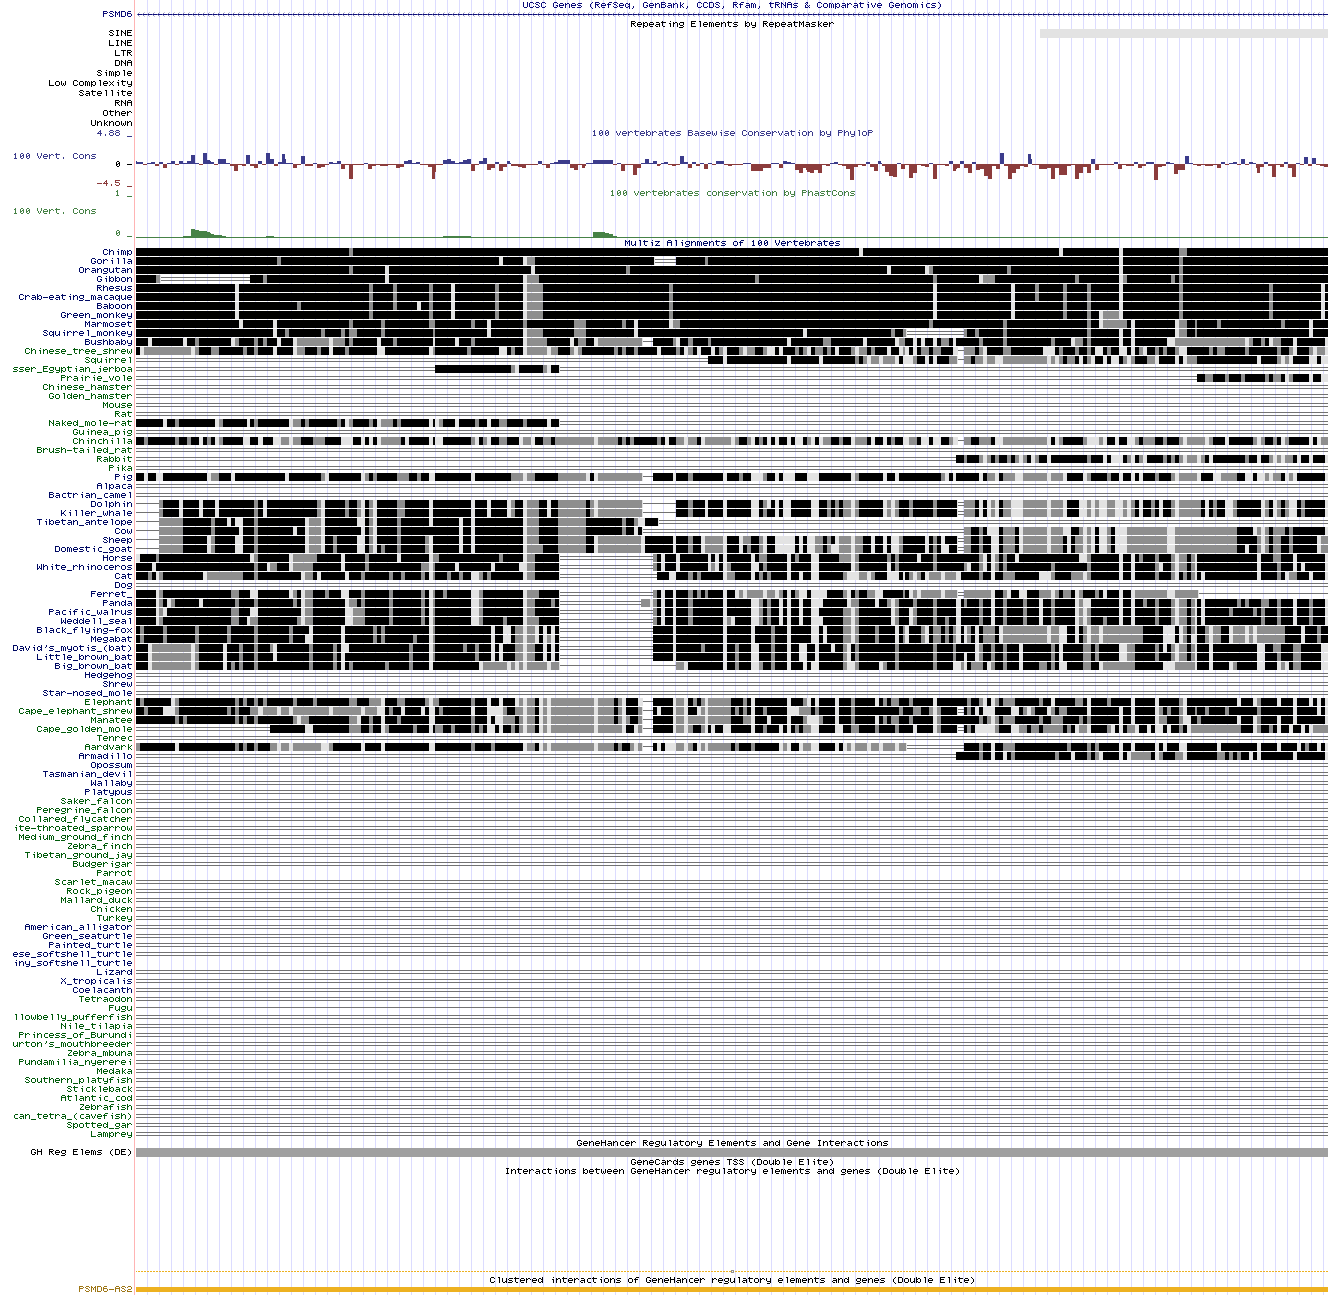 UCSC Genes (RefSeq, GenBank, CCDS, Rfam, tRNAs & Comparative Genomics)
PSMD6
Repeating Elements by RepeatMasker
SINE
LINE
LTR
DNA
Simple
Low Complexity
Satellite
RNA
Other
Unknown
4.88 _
100 vertebrates Basewise Conservation by PhyloP
100 Vert. Cons
0 _
-4.5 _
1 _
100 vertebrates conservation by PhastCons
100 Vert. Cons
0 _
Multiz Alignments of 100 Vertebrates
Chimp
Gorilla
Orangutan
Gibbon
Rhesus
Crab-eating_macaque
Baboon
Green_monkey
Marmoset
Squirrel_monkey
Bushbaby
Chinese_tree_shrew
Squirrel
sser_Egyptian_jerboa
Prairie_vole
Chinese_hamster
Golden_hamster
Mouse
Rat
Naked_mole-rat
Guinea_pig
Chinchilla
Brush-tailed_rat
Rabbit
Pika
Pig
Alpaca
Bactrian_camel
Dolphin
Killer_whale
Tibetan_antelope
Cow
Sheep
Domestic_goat
Horse
White_rhinoceros
Cat
Dog
Ferret_
Panda
Pacific_walrus
Weddell_seal
Black_flying-fox
Megabat
David's_myotis_(bat)
Little_brown_bat
Big_brown_bat
Hedgehog
Shrew
Star-nosed_mole
Elephant
Cape_elephant_shrew
Manatee
Cape_golden_mole
Tenrec
Aardvark
Armadillo
Opossum
Tasmanian_devil
Wallaby
Platypus
Saker_falcon
Peregrine_falcon
Collared_flycatcher
ite-throated_sparrow
Medium_ground_finch
Zebra_finch
Tibetan_ground_jay
Budgerigar
Parrot
Scarlet_macaw
Rock_pigeon
Mallard_duck
Chicken
Turkey
American_alligator
Green_seaturtle
Painted_turtle
ese_softshell_turtle
iny_softshell_turtle
Lizard
X_tropicalis
Coelacanth
Tetraodon
Fugu
llowbelly_pufferfish
Nile_tilapia
Princess_of_Burundi
urton's_mouthbreeder
Zebra_mbuna
Pundamilia_nyererei
Medaka
Southern_platyfish
Stickleback
Atlantic_cod
Zebrafish
can_tetra_(cavefish)
Spotted_gar
Lamprey
GeneHancer Regulatory Elements and Gene Interactions
GH Reg Elems (DE)
GeneCards genes TSS (Double Elite)
Interactions between GeneHancer regulatory elements and genes (Double Elite)
Clustered interactions of GeneHancer regulatory elements and genes (Double Elite)
PSMD6-AS2